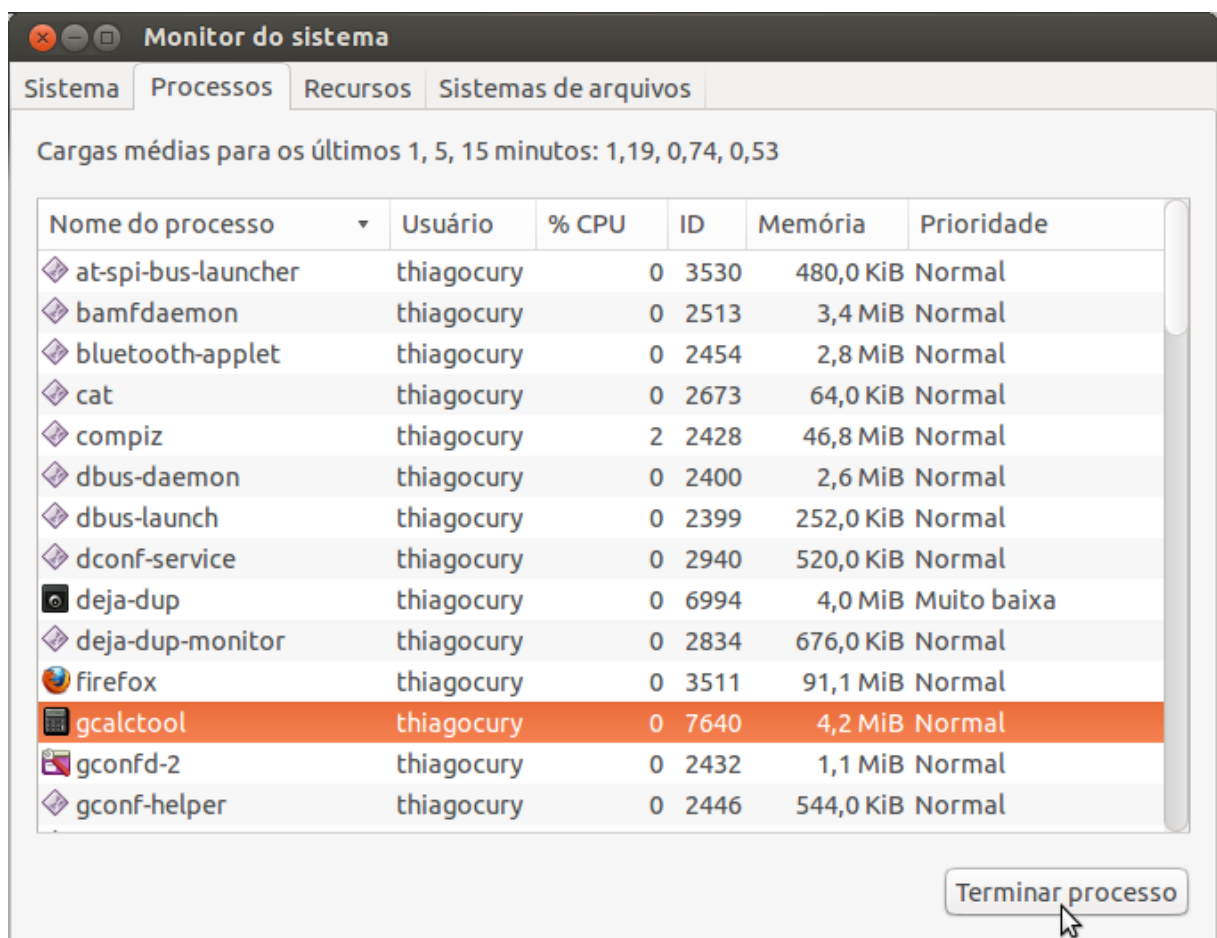 Monitor do sistema
Sistema Processos Recursos Sistemas de arquivos
Cargas médias para os últimos 1, 5, 15 minutos: 1,19, 0,74, 0,53
Nome do processo Usuário % CPU ID Memória Prioridade
at-spi-bus-launcher thiagocury 0 3530 480,0 KiB Normal
bamfdaemon thiagocury 0 2513 3,4 MiB Normal
bluetooth-applet thiagocury 0 2454 2,8 MiB Normal
cat thiagocury 0 2673 64,0 KiB Normal
compiz thiagocury 2 2428 46,8 MiB Normal
dbus-daemon thiagocury 0 2400 2,6 MiB Normal
dbus-launch thiagocury 0 2399 252,0 KiB Normal
dconf-service thiagocury 0 2940 520,0 KiB Normal
deja-dup thiagocury 0 6994 4,0 MiB Muito baixa
deja-dup-monitor thiagocury 0 2834 676,0 KiB Normal
firefox thiagocury 0 3511 91,1 MiB Normal
gcalctool thiagocury 0 7640 4,2 MiB Normal
gconfd-2 thiagocury 0 2432 1,1 MiB Normal
gconf-helper thiagocury 0 2446 544,0 KiB Normal
Terminar processo